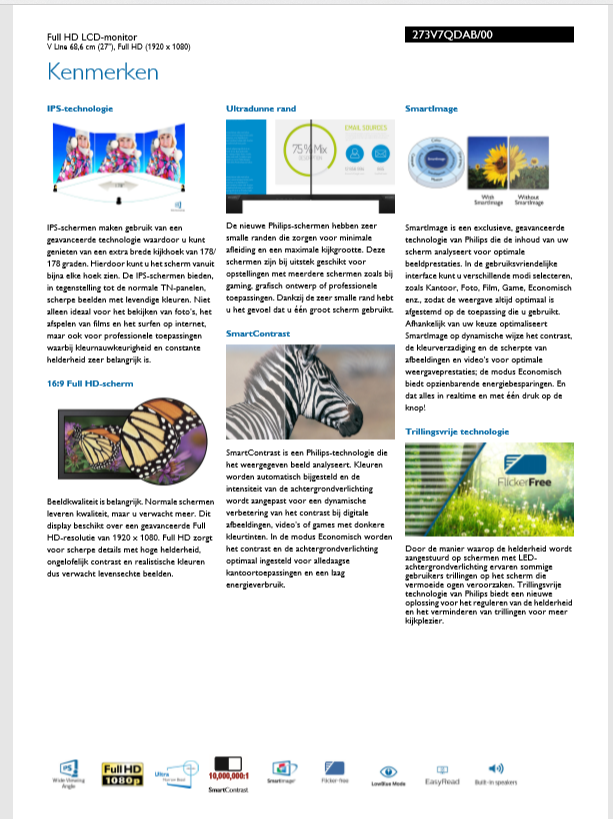 Full HD LCD-monitor
V Line 68,6 cm (27"), Full HD (1920 x 1080)
273V7QDAB/00
Kenmerken
IPS-technologie
IPS-schermen maken gebruik van een
geavanceerde technologie waardoor u kunt
genieten van een extra brede kijkhoek van 178/
178 graden. Hierdoor kunt u het scherm vanuit
bijna elke hoek zien. De IPS-schermen bieden,
in tegenstelling tot de normale TN-panelen,
scherpe beelden met levendige kleuren. Niet
alleen ideaal voor het bekijken van foto's, het
afspelen van films en het surfen op internet,
maar ook voor professionele toepassingen
waarbij kleurnauwkeurigheid en constante
helderheid zeer belangrijk is.
16:9 Full HD-scherm
Beeldkwaliteit is belangrijk. Normale schermen
leveren kwaliteit, maar u verwacht meer. Dit
display beschikt over een geavanceerde Full
HD-resolutie van 1920 x 1080. Full HD zorgt
voor scherpe details met hoge helderheid,
ongelofelijk contrast en realistische kleuren
dus verwacht levensechte beelden.
Ultradunne rand
EMAIL SOURCES
75% Mix
De nieuwe Philips-schermen hebben zeer
smalle randen die zorgen voor minimale
afleiding en een maximale kijkgrootte. Deze
schermen zijn bij uitstek geschikt voor
opstellingen met meerdere schermen zoals bij
gaming, grafisch ontwerp of professionele
toepassingen. Dankzij de zeer smalle rand hebt
u het gevoel dat u één groot scherm gebruikt.
SmartContrast
SmartContrast is een Philips-technologie die
het weergegeven beeld analyseert. Kleuren
worden automatisch bijgesteld en de
intensiteit van de achtergrondverlichting
wordt aangepast voor een dynamische
verbetering van het contrast bij digitale
afbeeldingen, video's of games met donkere
kleurtinten. In de modus Economisch worden
het contrast en de achtergrondverlichting
optimaal ingesteld voor alledaagse
kantoortoepassingen en een laag
energieverbruik.
SmartImage
With
SmartImage
Without
SmartImage
SmartImage is een exclusieve, geavanceerde
technologie van Philips die de inhoud van uw
scherm analyseert voor optimale
beeldprestaties. In de gebruiksvriendelijke
interface kunt u verschillende modi selecteren,
zoals Kantoor, Foto, Film, Game, Economisch
enz., zodat de weergave altijd optimaal is
afgestemd op de toepassing die u gebruikt.
Afhankelijk van uw keuze optimaliseert
SmartImage op dynamische wijze het contrast,
de kleurverzadiging en de scherpte van
afbeeldingen en video's voor optimale
weergaveprestaties; de modus Economisch
biedt opzienbarende energiebesparingen. En
dat alles in realtime en met één druk op de
knop!
Trillingsvrije technologie
FlickerFree
Door de manier waarop de helderheid wordt
aangestuurd op schermen met LED-
achtergrondverlichting ervaren sommige
gebruikers trillingen op het scherm die
vermoeide ogen veroorzaken. Trillingsvrije
technologie van Philips biedt een nieuwe
oplossing voor het reguleren van de helderheid
en het verminderen van trillingen voor meer
kijkplezier.
IPS
Wide Viewing
Angle
Full HD
1080p
Ultra
10,000,000:1
SmartContrast
SmartImage
Flicker-free
LowBlue Mode
EasyRead
Built-in speakers